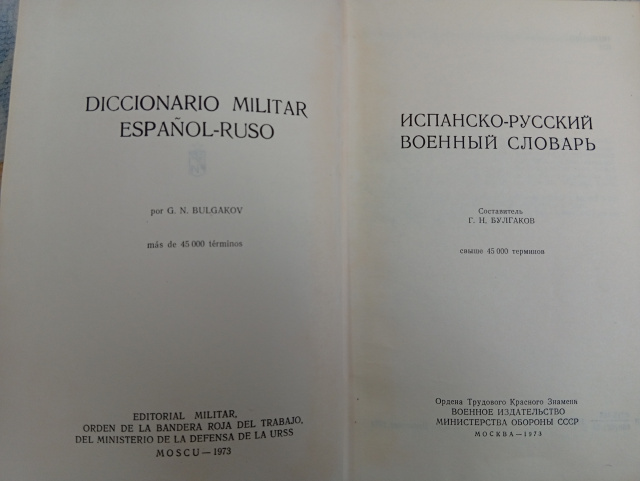 DICCIONARIO MILITAR
ESPAÑOL-RUSO
por G. N. BULGAKOV
más de 45 000 términos
EDITORIAL MILITAR,
ORDEN DE LA BANDERA ROJA DEL TRABAJO,
DEL MINISTERIO DE LA DEFENSA DE LA URSS
MOSCU — 1973
ИСПАНСКО-РУССКИЙ
ВОЕННЫЙ СЛОВАРЬ
Составитель
Г. Н. БУЛГАКОВ
свыше 45 000 терминов
Ордена Трудового Красного Знамени
ВОЕННОЕ ИЗДАТЕЛЬСТВО
МИНИСТЕРСТВА ОБОРОНЫ СССР
МОСКВА — 1973